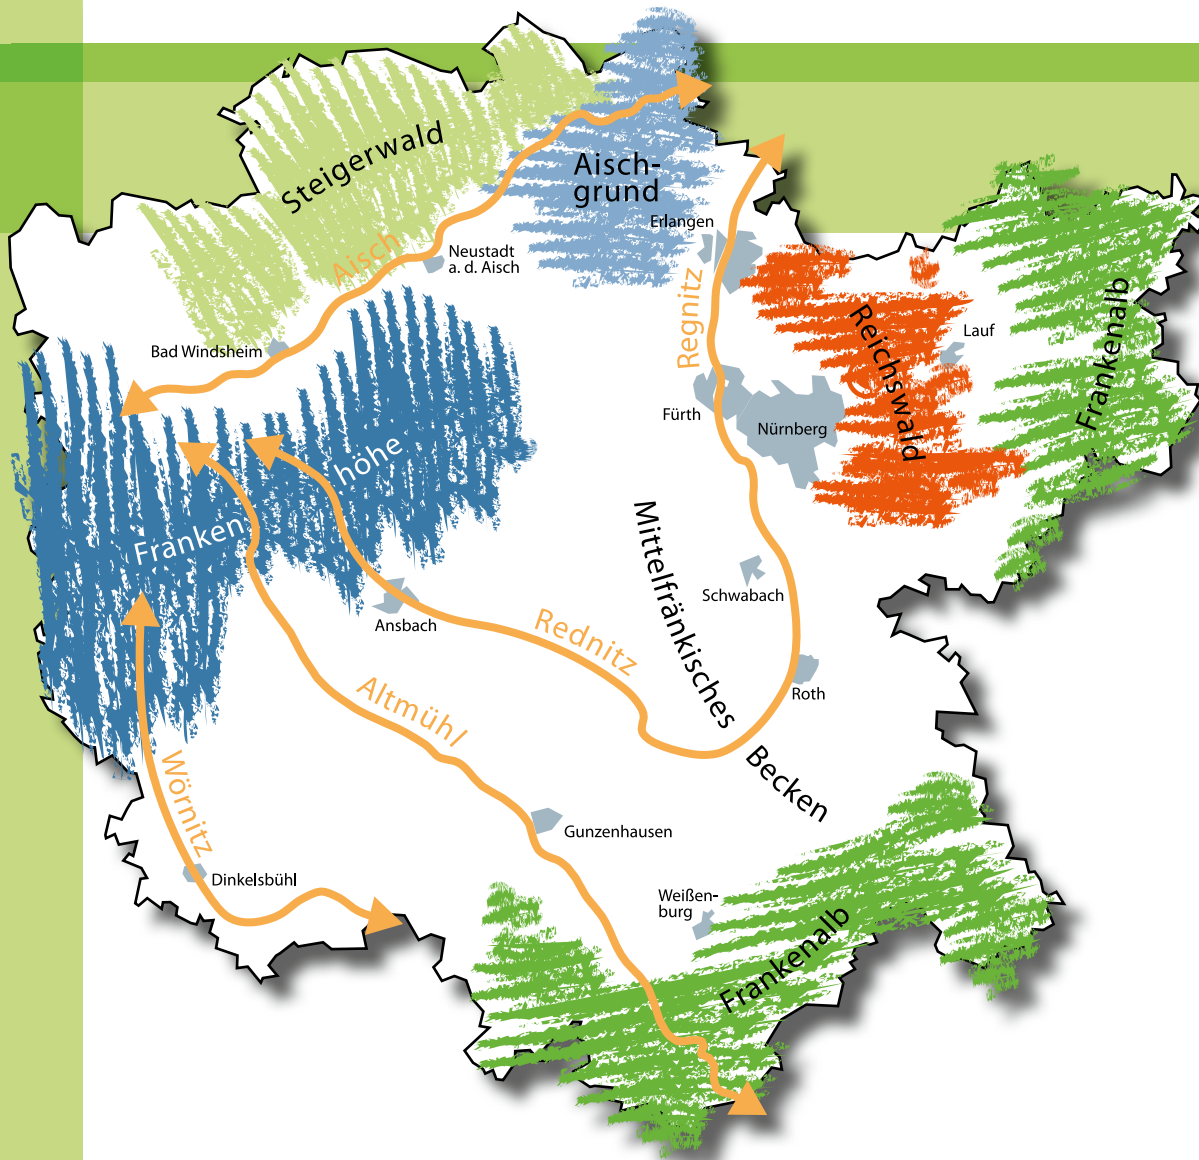 Steigerwald
Aisch-
grund
Erlangen
Aisch
Neustadt
a. d. Aisch
Regnitz
Reichswald
Lauf
Frankenalb
Bad Windsheim
Fürth
Nürnberg
Franken
höhe
Mittelfränkisches
Becken
Schwabach
Ansbach
Rednitz
Roth
Altmühl
Wörnitz
Gunzenhausen
Dinkelsbühl
Weißen-
burg
Frankenalb